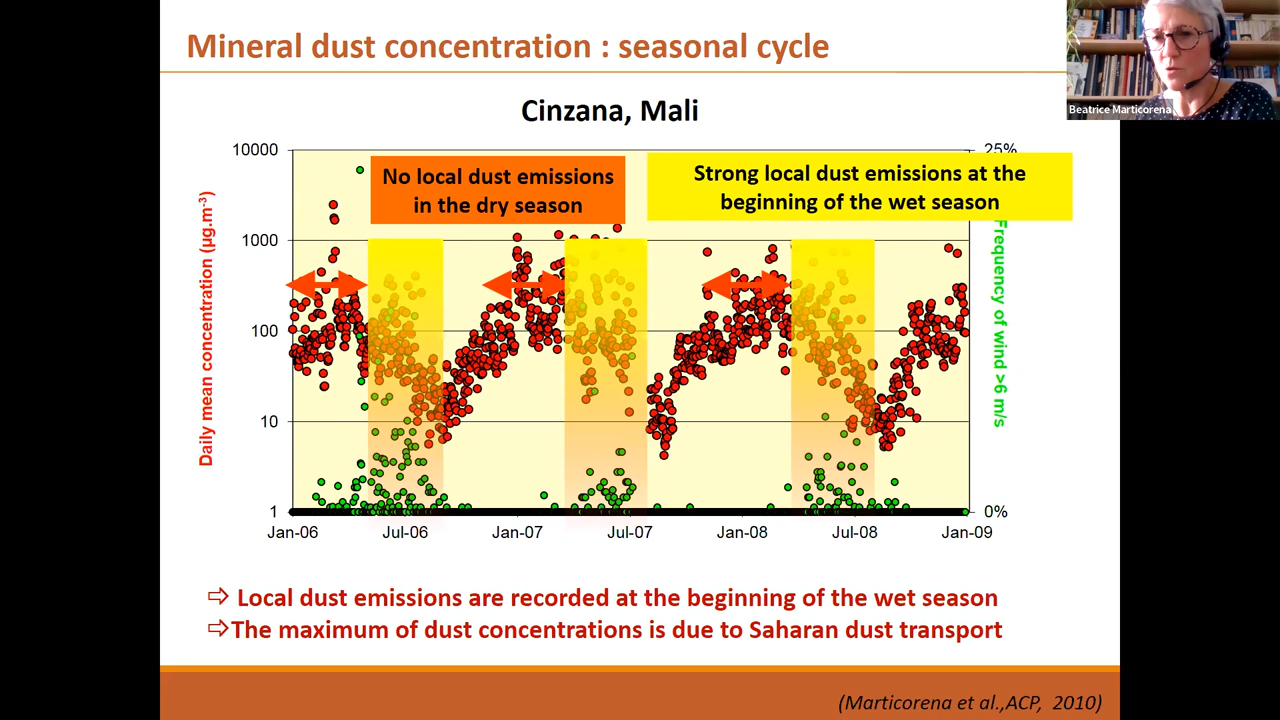 Mineral dust concentration : seasonal cycle
Beatrice Marticorena
Cinzana, Mali
10000
1000
100
10
1
25%
0%
No local dust emissions
in the dry season
Strong local dust emissions at the
beginning of the wet season
Daily mean concentration (µg.m-3)
Frequency of wind >6 m/s
Jan-06
Jul-06
Jan-07
Jul-07
Jan-08
Jul-08
Jan-09
⇨ Local dust emissions are recorded at the beginning of the wet season
⇨The maximum of dust concentrations is due to Saharan dust transport
(Marticorena et al.,ACP, 2010)